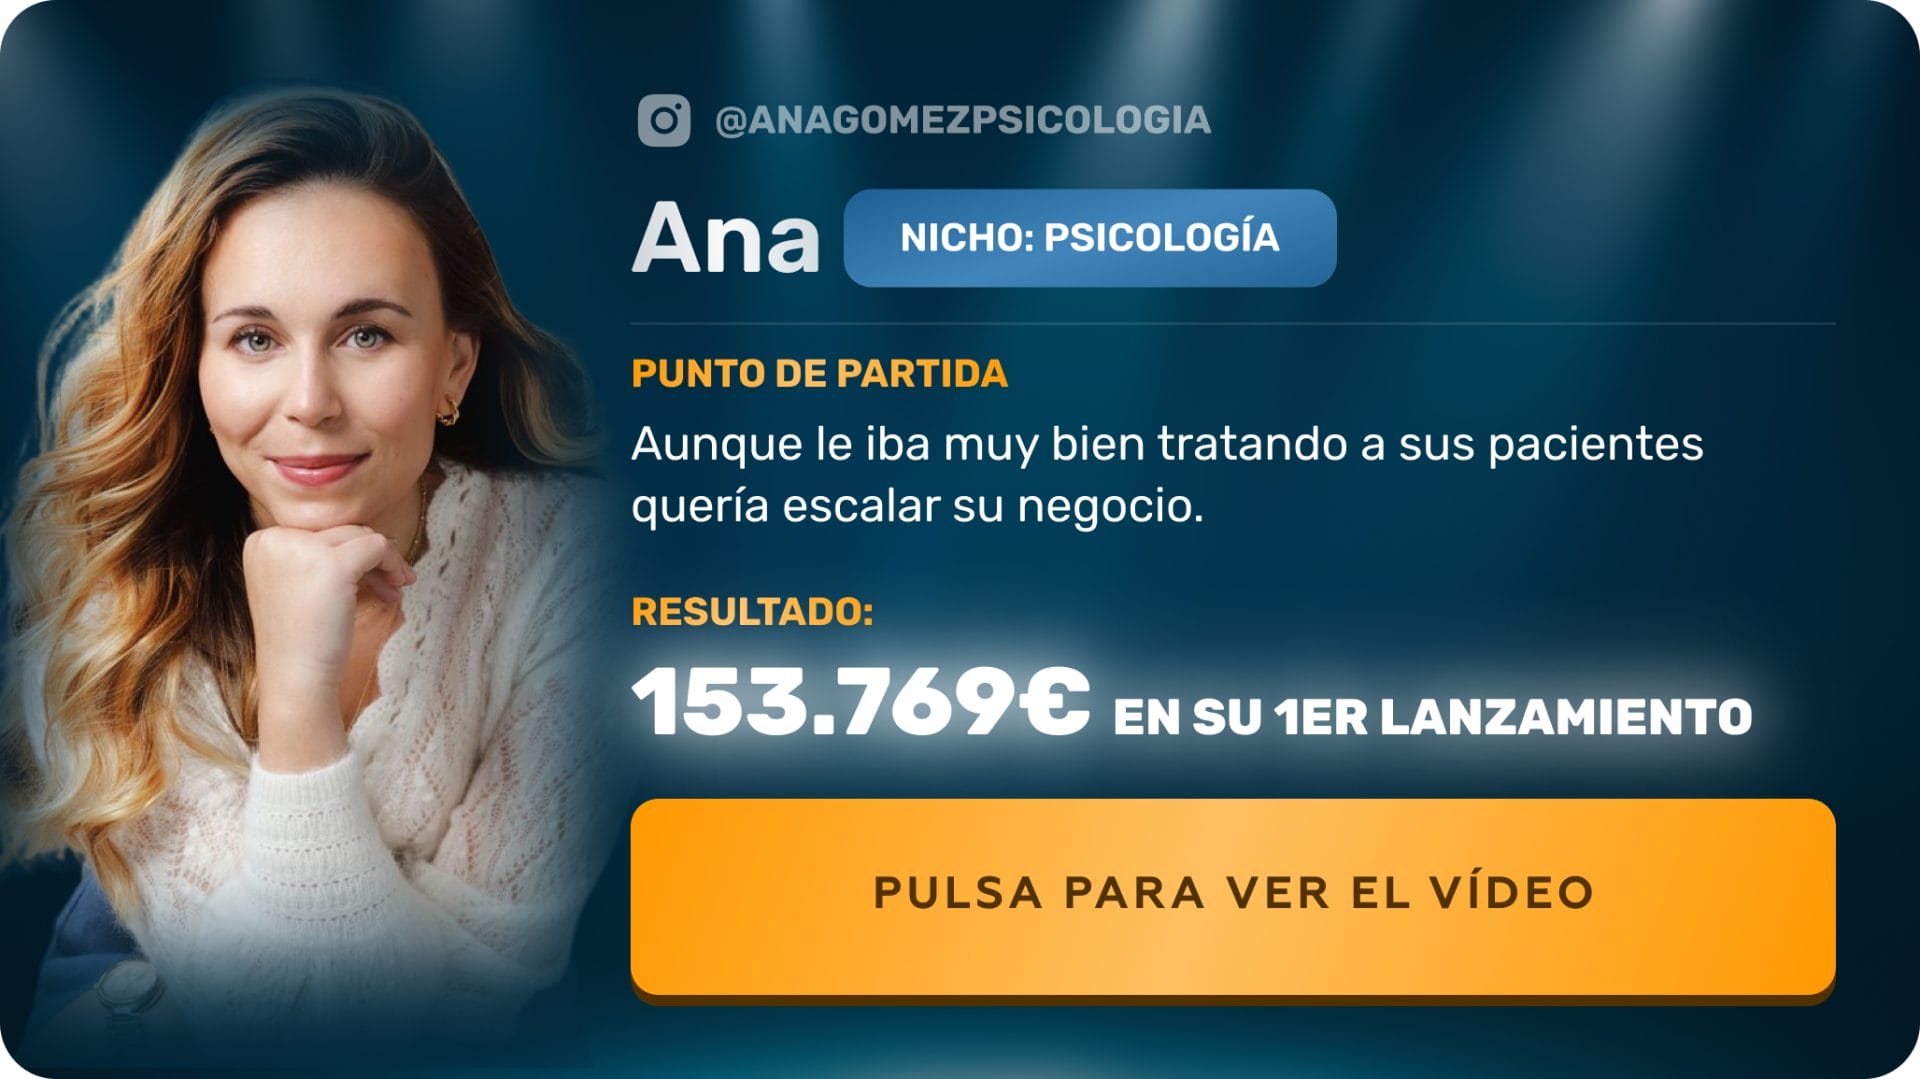 @ANAGOMEZPSICOLOGIA
Ana
NICHO: PSICOLOGÍA
PUNTO DE PARTIDA
Aunque le iba muy bien tratando a sus pacientes
quería escalar su negocio.
RESULTADO:
153.769€ EN SU 1ER LANZAMIENTO
PULSA PARA VER EL VÍDEO